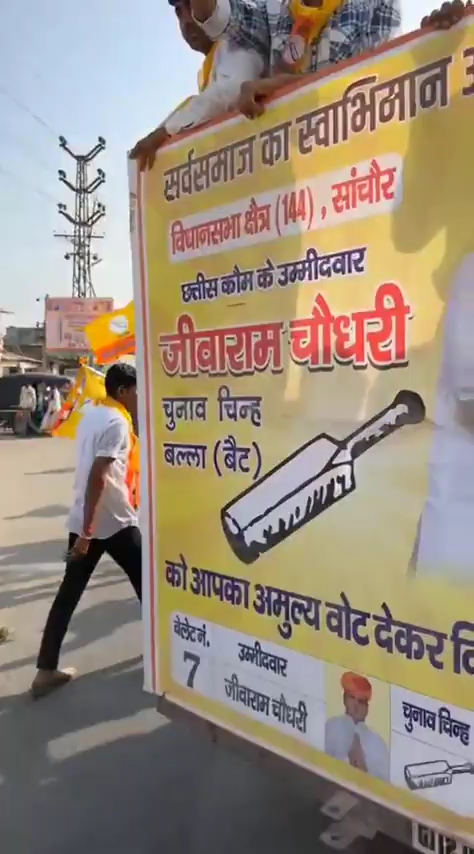 सर्वसमाज का स्वाभिमान
विधानसभा क्षैत्र (144) , सांचौर
छत्तीस कौम के उम्मीदवार
जीवाराम चौधरी
चुनाव चिन्ह
बल्ला (बैट)
को आपका अमुल्य वोट देकर
बेलेट नं.
7
उम्मीदवार
जीवाराम चौधरी
चुनाव चिन्ह